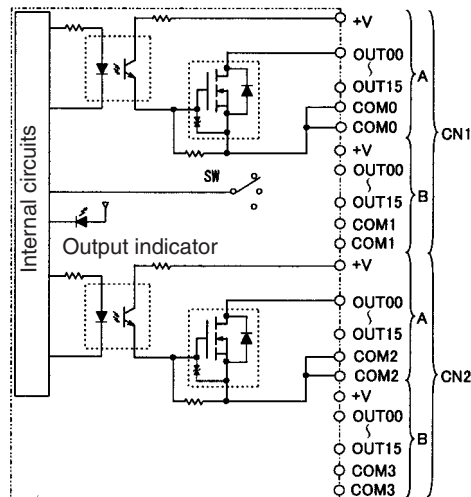 +V
OUT00
OUT15
COM0
COM0
A
CN1
+V
OUT00
OUT15
COM1
COM1
B
SW
Internal circuits
Output indicator
+V
OUT00
OUT15
COM2
COM2
A
CN2
+V
OUT00
OUT15
COM3
COM3
B